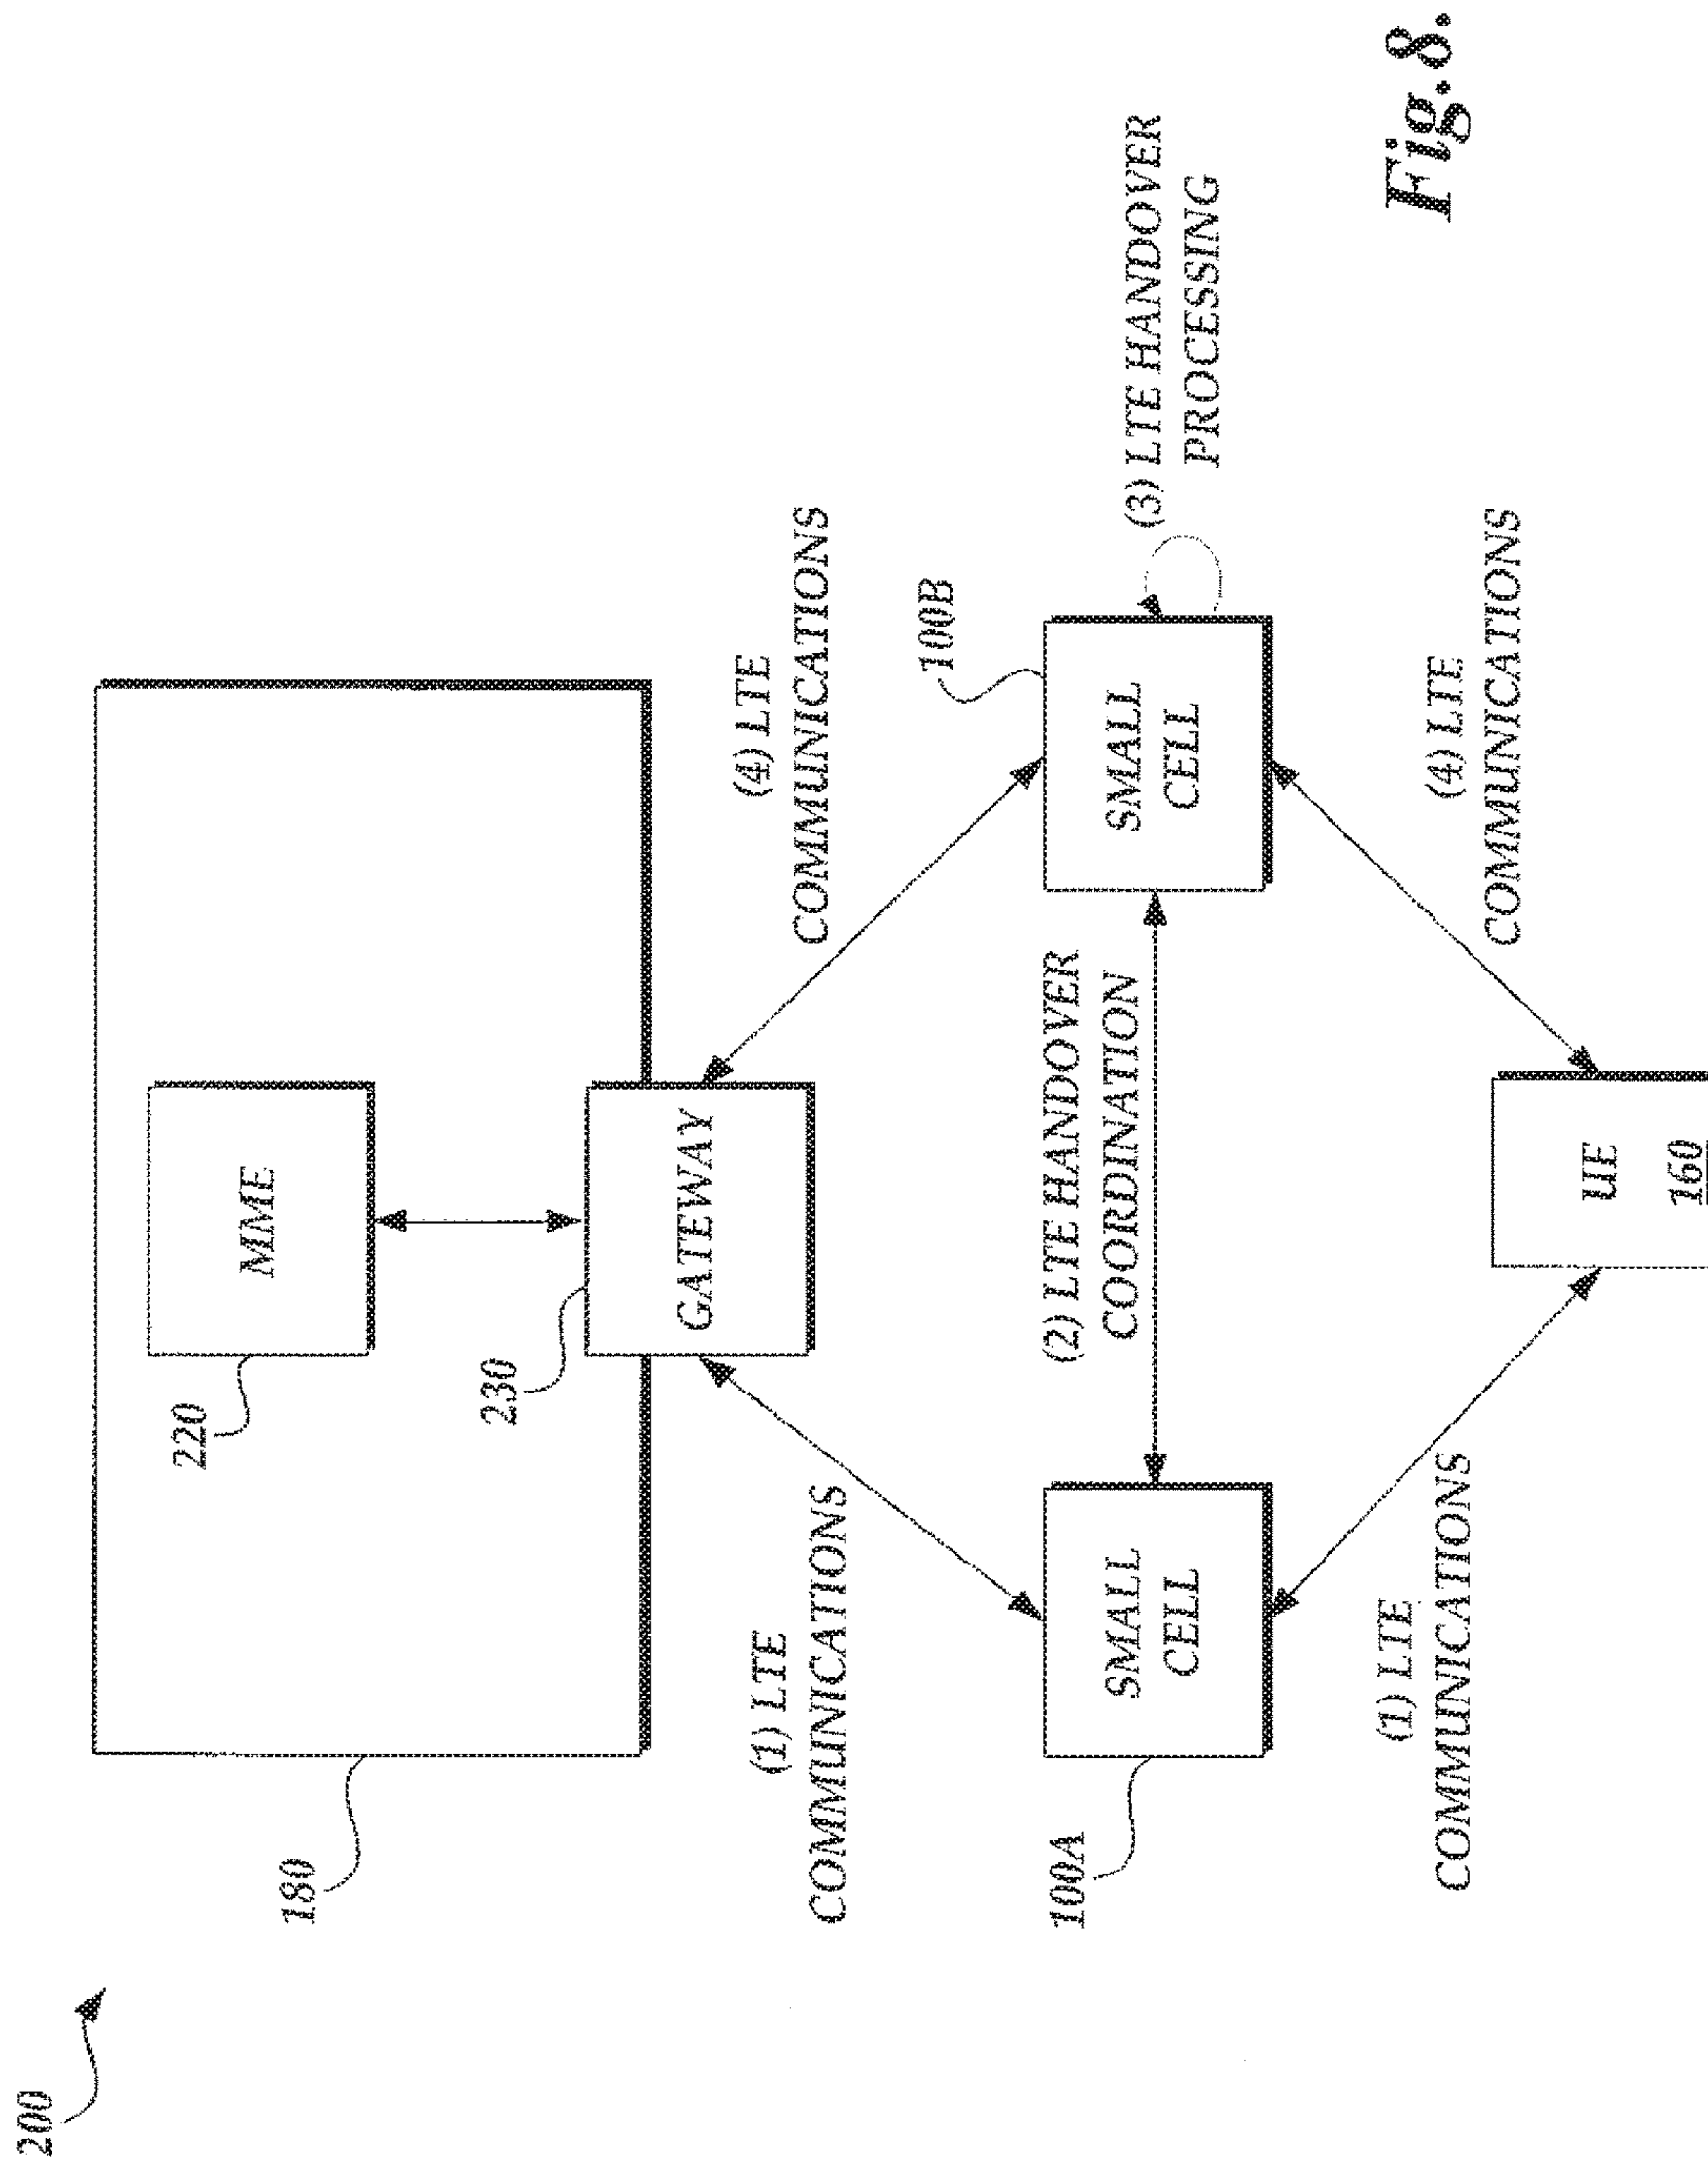 200
180
220
MME
230
GATEWAY
(1) LTE
COMMUNICATIONS
(4) LTE
COMMUNICATIONS
100A
SMALL
CELL
(2) LTE HANDOVER
COORDINATION
100B
SMALL
CELL
(3) LTE HANDOVER
PROCESSING
(1) LTE
COMMUNICATIONS
(4) LTE
COMMUNICATIONS
UE
160
Fig.8.